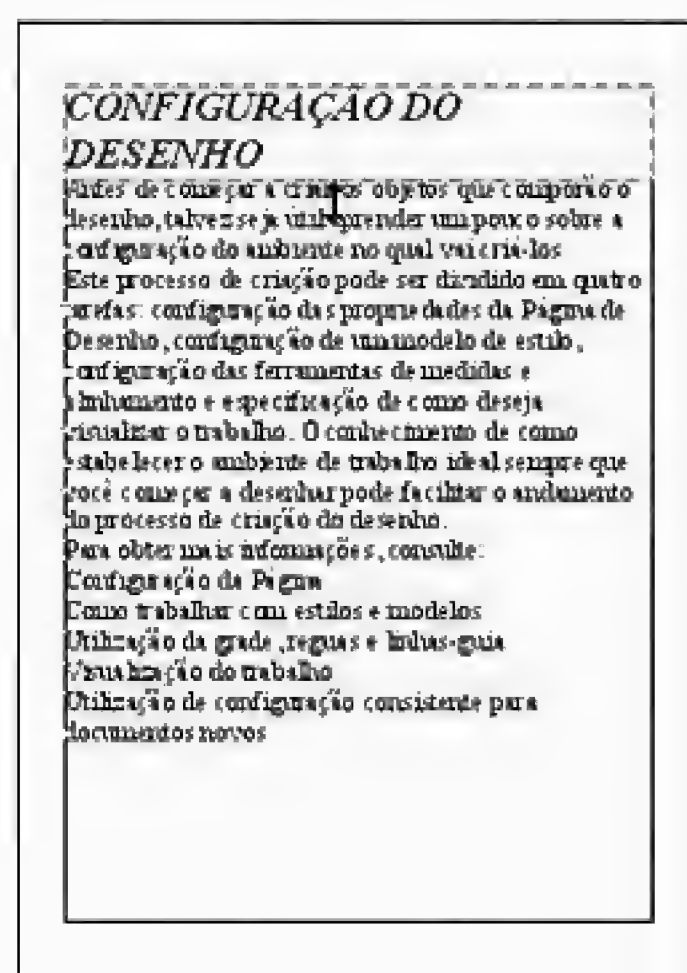 CONFIGURAÇÃO DO
DESENHO
Antes de começar a criar os objetos que comporão o
desenho, talvez seja útil aprender um pouco sobre a
configuração do ambiente no qual vai criá-los
Este processo de criação pode ser dividido em quatro
tarefas: configuração das propriedades da Página de
Desenho, configuração de um modelo de estilo,
configuração das ferramentas de medidas e
alinhamento e especificação de como deseja
visualizar o trabalho. O conhecimento de como
estabelecer o ambiente de trabalho ideal sempre que
você começar a desenhar pode facilitar o andamento
do processo de criação do desenho.
Para obter mais informações, consulte:
Configuração da Página
Como trabalhar com estilos e modelos
Utilização da grade, réguas e linhas-guia
Visualização do trabalho
Utilização de configuração consistente para
documentos novos